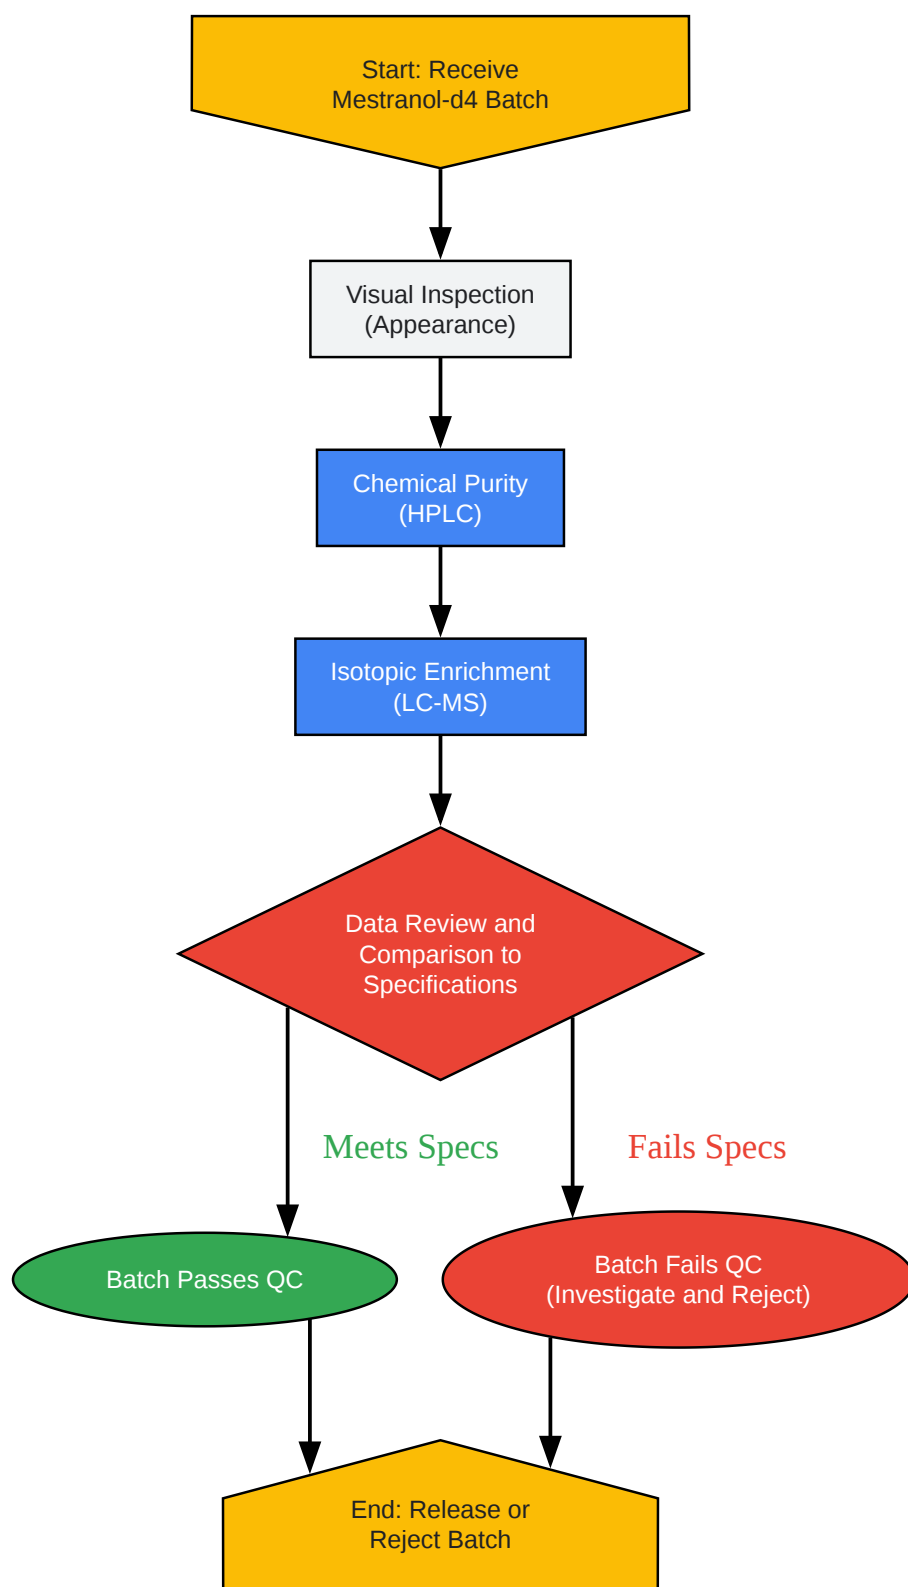 Start: Receive
Mestranol-d4 Batch
Visual Inspection
(Appearance)
Chemical Purity
(HPLC)
Isotopic Enrichment
(LC-MS)
Data Review and
Comparison to
Specifications
Meets Specs
Fails Specs
Batch Passes QC
Batch Fails QC
(Investigate and Reject)
End: Release or
Reject Batch